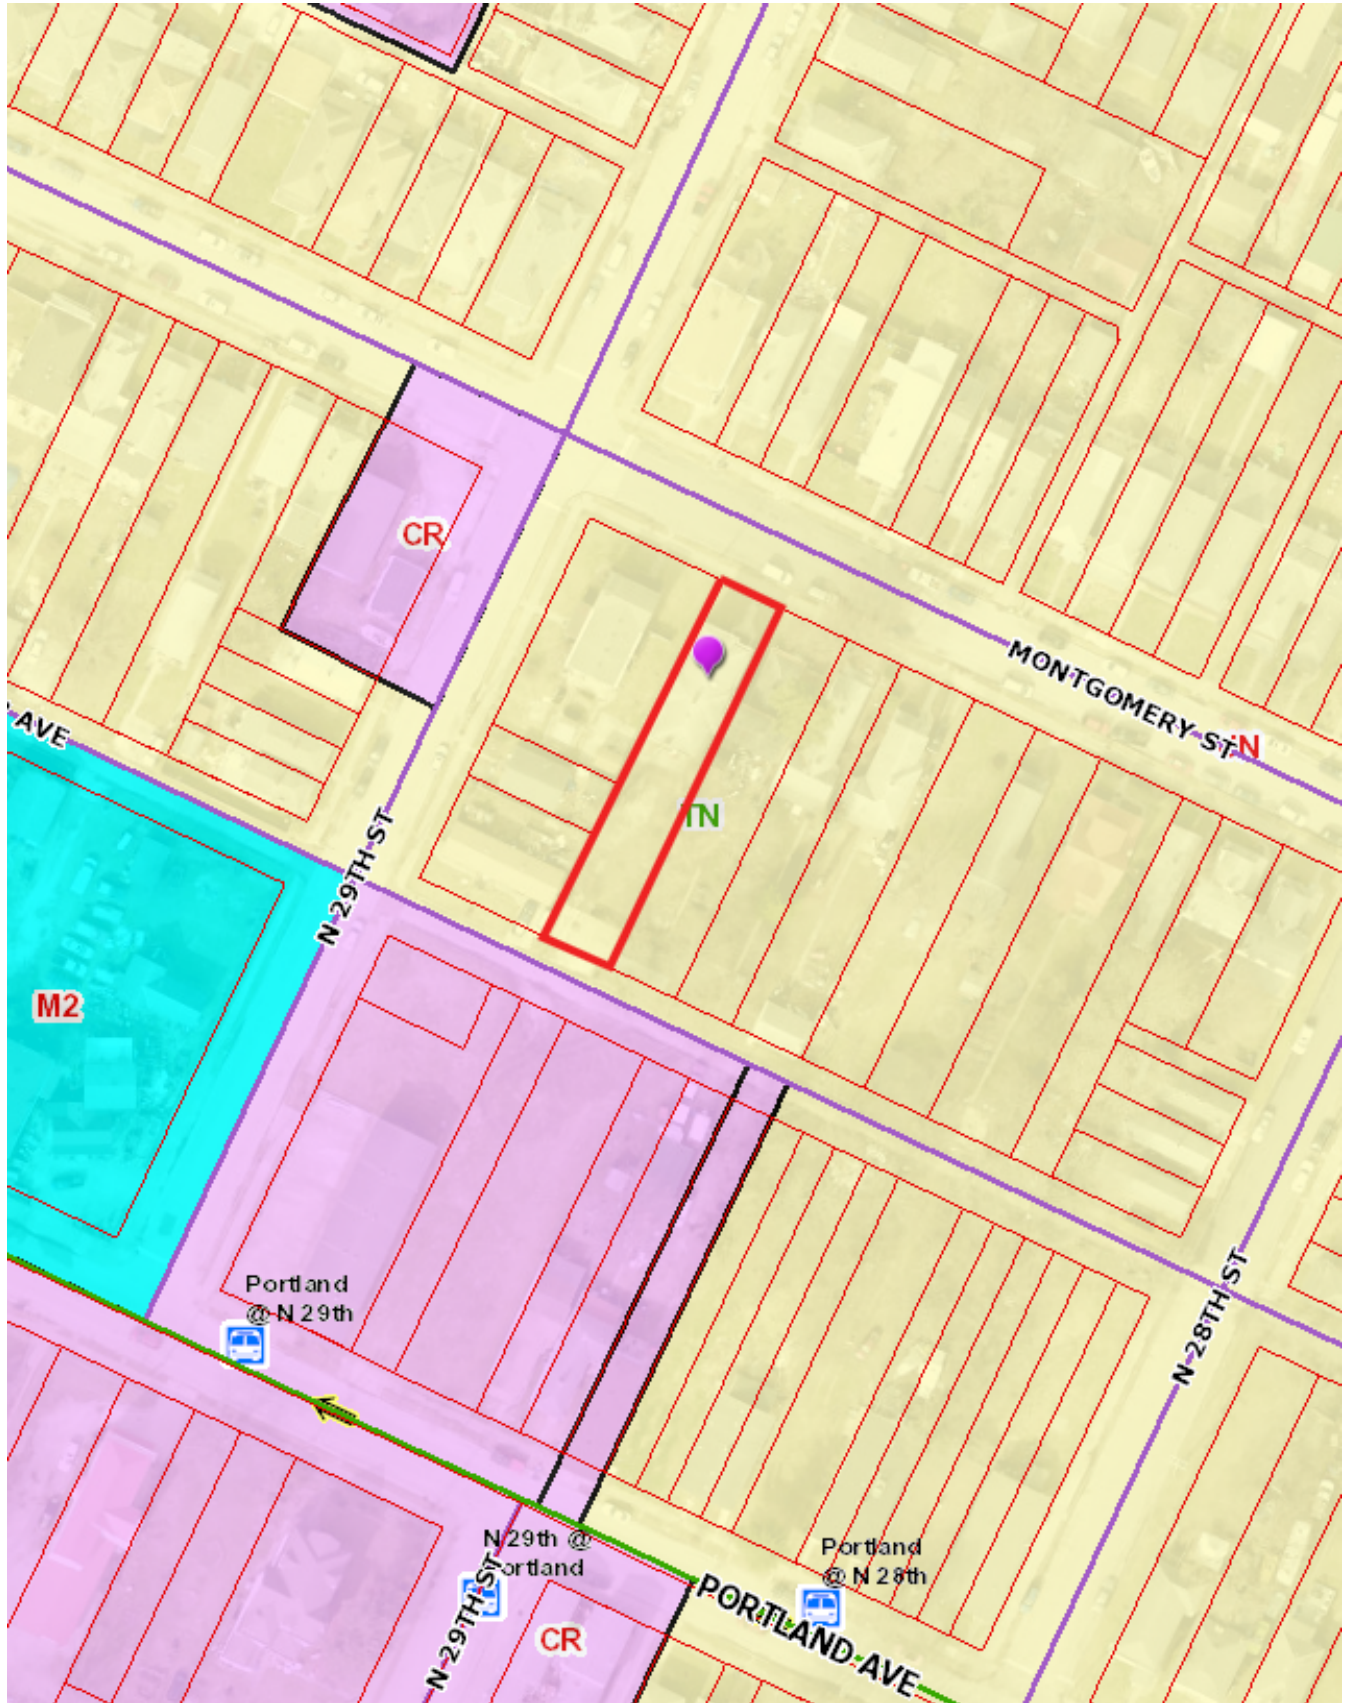 CR
MONTGOMERY ST
N
AVE
TN
N 29TH ST
M2
Portland
@ N 29th
N 28TH ST
N 29th @
ortland
N 29TH ST
Portland
@ N 28th
PORTLAND AVE
CR